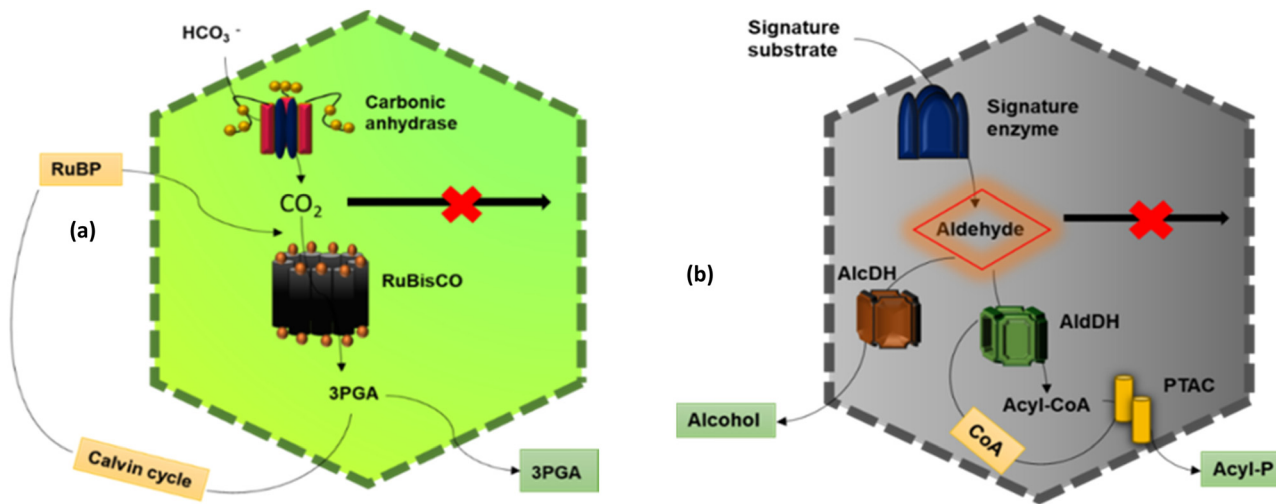 HCO₃⁻
Carbonic
anhydrase
RuBP
(a)
CO₂
RuBisCO
3PGA
Calvin cycle
3PGA
Signature
substrate
Signature
enzyme
Aldehyde
(b)
AlcDH
AldDH
PTAC
Acyl-CoA
Alcohol
CoA
Acyl-P